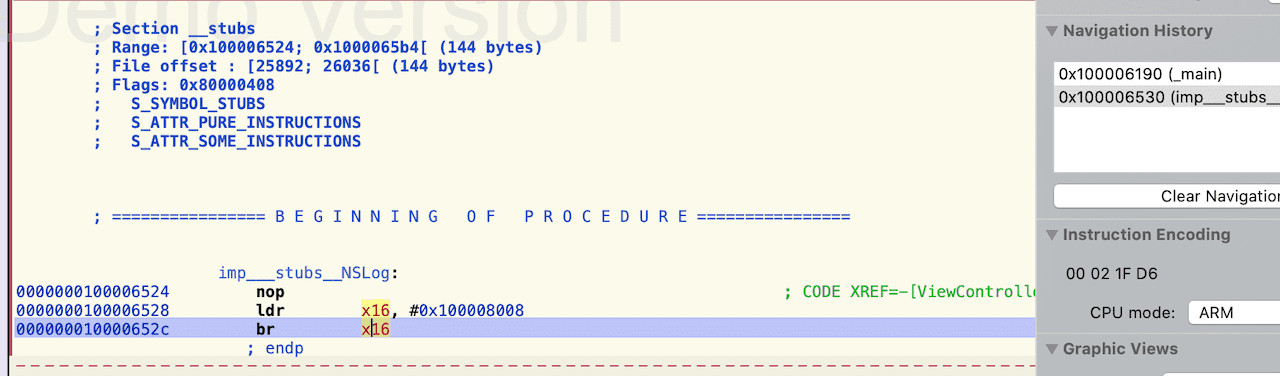 Demo Version
; Section __stubs
; Range: [0x100006524; 0x1000065b4[ (144 bytes)
; File offset : [25892; 26036[ (144 bytes)
; Flags: 0x80000408
;   S_SYMBOL_STUBS
;   S_ATTR_PURE_INSTRUCTIONS
;   S_ATTR_SOME_INSTRUCTIONS
; ================ B E G I N N I N G   O F   P R O C E D U R E ================
imp___stubs__NSLog:
0000000100006524 nop ; CODE XREF=-[ViewControlle
0000000100006528 ldr x16, #0x100008008
000000010000652c br x16
; endp
Navigation History
0x100006190 (_main)
0x100006530 (imp___stubs__
Clear Navigation
Instruction Encoding
00 02 1F D6
CPU mode: ARM
Graphic Views